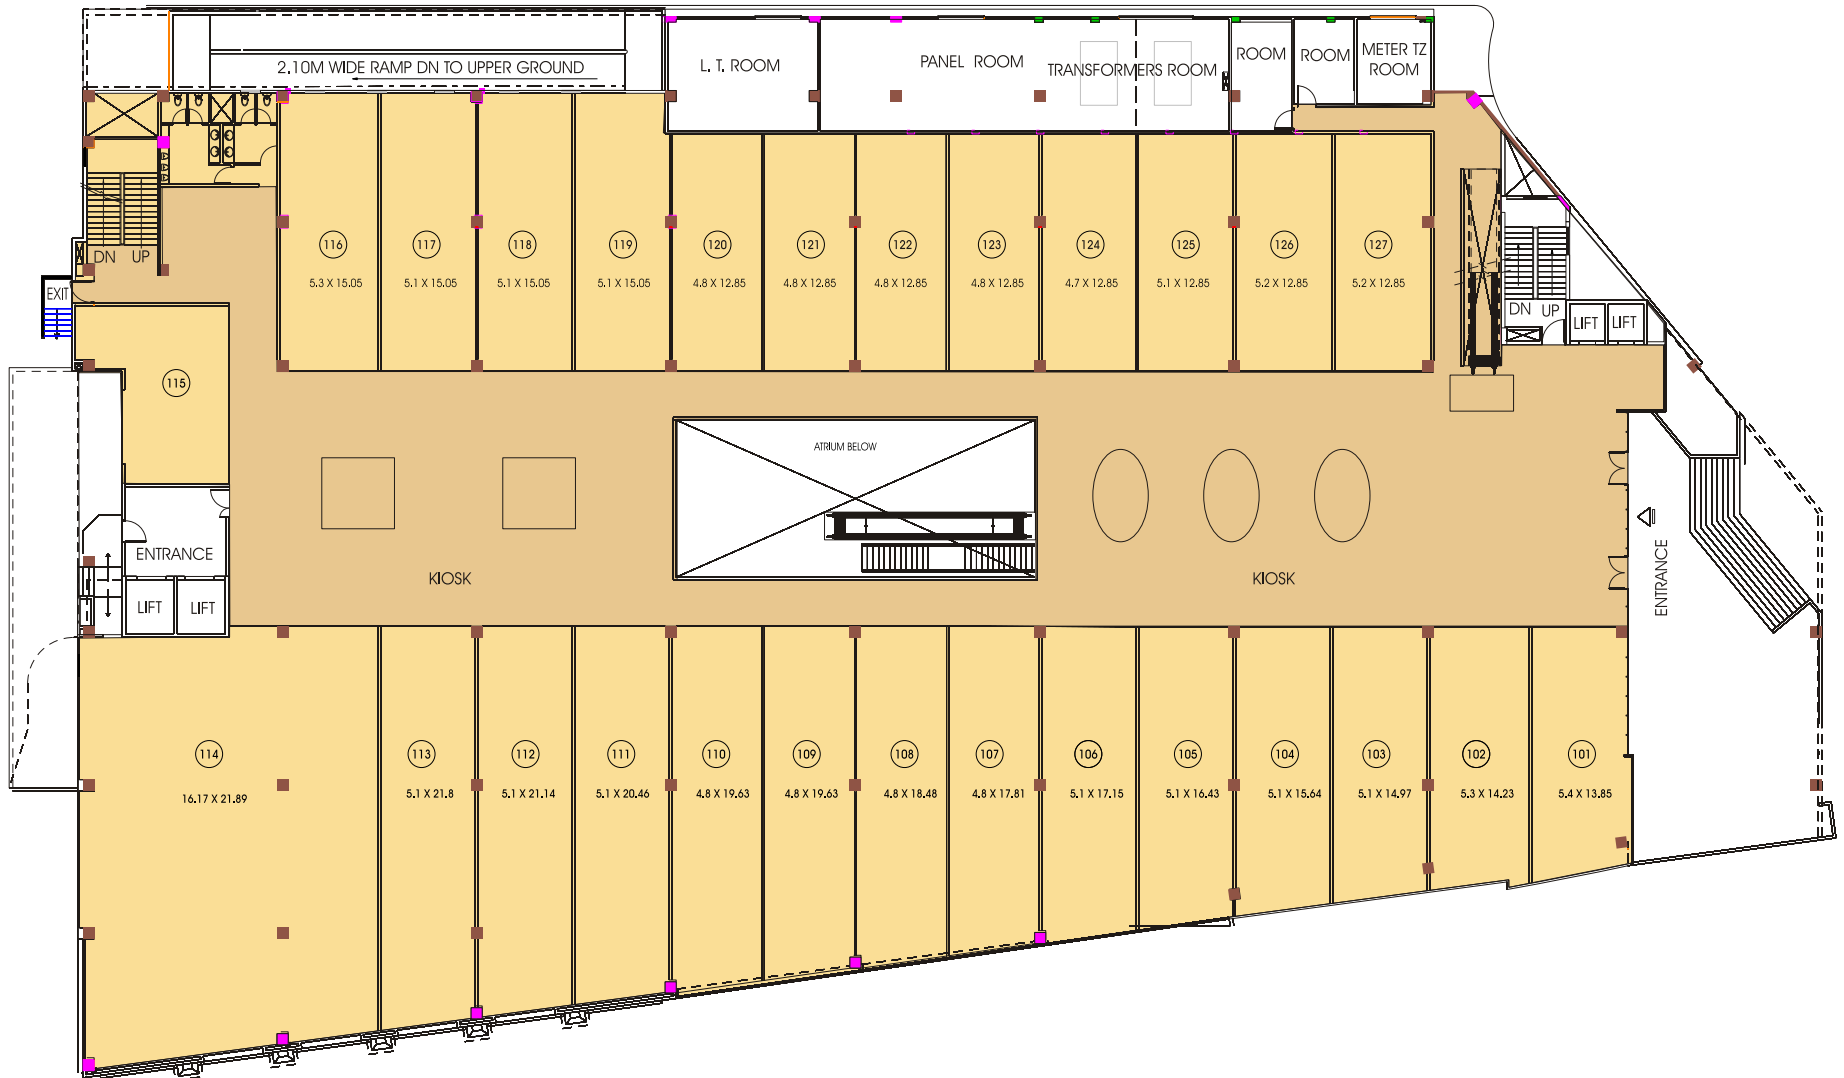 2.10M WIDE RAMP DN TO UPPER GROUND
L. T. ROOM
PANEL ROOM
TRANSFORMERS ROOM
ROOM
ROOM
METER TZ
ROOM
DN UP
EXIT
116
5.3 X 15.05
117
5.1 X 15.05
118
5.1 X 15.05
119
5.1 X 15.05
120
4.8 X 12.85
121
4.8 X 12.85
122
4.8 X 12.85
123
4.8 X 12.85
124
4.7 X 12.85
125
5.1 X 12.85
126
5.2 X 12.85
127
5.2 X 12.85
DN UP
LIFT
LIFT
115
ATRIUM BELOW
ENTRANCE
KIOSK
KIOSK
ENTRANCE
LIFT
LIFT
114
16.17 X 21.89
113
5.1 X 21.8
112
5.1 X 21.14
111
5.1 X 20.46
110
4.8 X 19.63
109
4.8 X 19.63
108
4.8 X 18.48
107
4.8 X 17.81
106
5.1 X 17.15
105
5.1 X 16.43
104
5.1 X 15.64
103
5.1 X 14.97
102
5.3 X 14.23
101
5.4 X 13.85